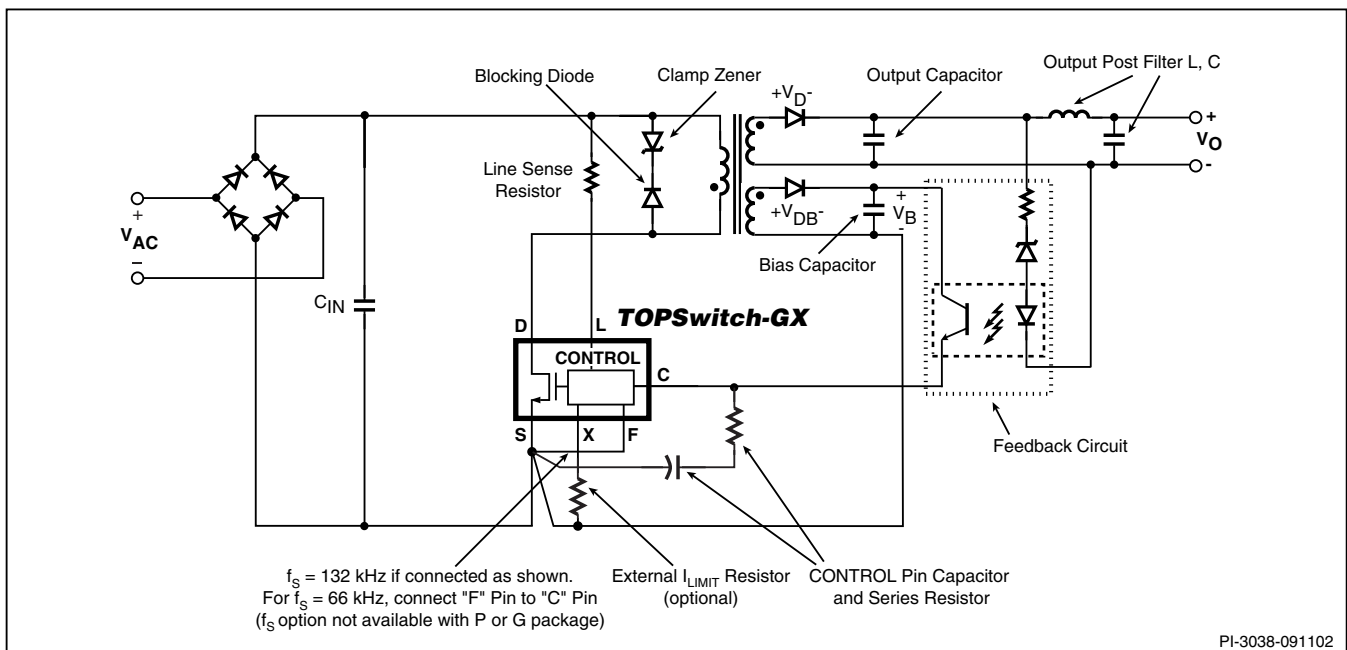 Output Post Filter L, C
Blocking Diode
Clamp Zener
Output Capacitor
+VD-
+
VO
-
Line Sense
Resistor
+VDB-
+
VB
-
Bias Capacitor
+
VAC
–
CIN
TOPSwitch-GX
D
L
CONTROL
C
S
X
F
Feedback Circuit
fS = 132 kHz if connected as shown.
For fS = 66 kHz, connect "F" Pin to "C" Pin
(fS option not available with P or G package)
External ILIMIT Resistor
(optional)
CONTROL Pin Capacitor
and Series Resistor
PI-3038-091102